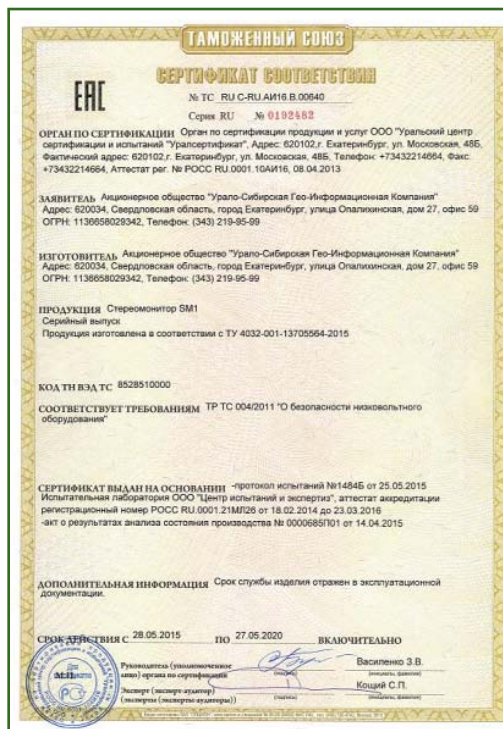 ТАМОЖЕННЫЙ СОЮЗ
СЕРТИФИКАТ СООТВЕТСТВИЯ
ЕАС
№ ТС RU C-RU.АИ16.В.00640
Серия RU № 0192482
ОРГАН ПО СЕРТИФИКАЦИИ Орган по сертификации продукции и услуг ООО "Уральский центр
сертификации и испытаний "Уралсертификат", Адрес: 620102,г. Екатеринбург, ул. Московская, 48Б,
Фактический адрес: 620102,г. Екатеринбург, ул. Московская, 48Б, Телефон: +73432214664, Факс:
+73432214664, Аттестат рег. № РОСС RU.0001.10АИ16, 08.04.2013
ЗАЯВИТЕЛЬ Акционерное общество "Урало-Сибирская Гео-Информационная Компания"
Адрес: 620034, Свердловская область, город Екатеринбург, улица Опалихинская, дом 27, офис 59
ОГРН: 1136658029342, Телефон: (343) 219-95-99
ИЗГОТОВИТЕЛЬ Акционерное общество "Урало-Сибирская Гео-Информационная Компания"
Адрес: 620034, Свердловская область, город Екатеринбург, улица Опалихинская, дом 27, офис 59
ОГРН: 1136658029342, Телефон: (343) 219-95-99
ПРОДУКЦИЯ Стереомонитор SM1
Серийный выпуск
Продукция изготовлена в соответствии с ТУ 4032-001-13705564-2015
КОД ТН ВЭД ТС 8528510000
СООТВЕТСТВУЕТ ТРЕБОВАНИЯМ ТР ТС 004/2011 "О безопасности низковольтного
оборудования"
СЕРТИФИКАТ ВЫДАН НА ОСНОВАНИИ -протокол испытаний №1484Б от 25.05.2015
Испытательная лаборатория ООО "Центр испытаний и экспертиз", аттестат аккредитации
регистрационный номер РОСС RU.0001.21МЛ26 от 18.02.2014 до 23.03.2016
-акт о результатах анализа состояния производства № 0000685П01 от 14.04.2015
ДОПОЛНИТЕЛЬНАЯ ИНФОРМАЦИЯ Срок службы изделия отражен в эксплуатационной
документации.
СРОК ДЕЙСТВИЯ С 28.05.2015 ПО 27.05.2020 ВКЛЮЧИТЕЛЬНО
М.П.
Руководитель (уполномоченное
лицо) органа по сертификации
(подпись)
Василенко З.В.
(инициалы, фамилия)
Эксперт (эксперт-аудитор)
(эксперты (эксперты-аудиторы))
(подпись)
Кощий С.П.
(инициалы, фамилия)